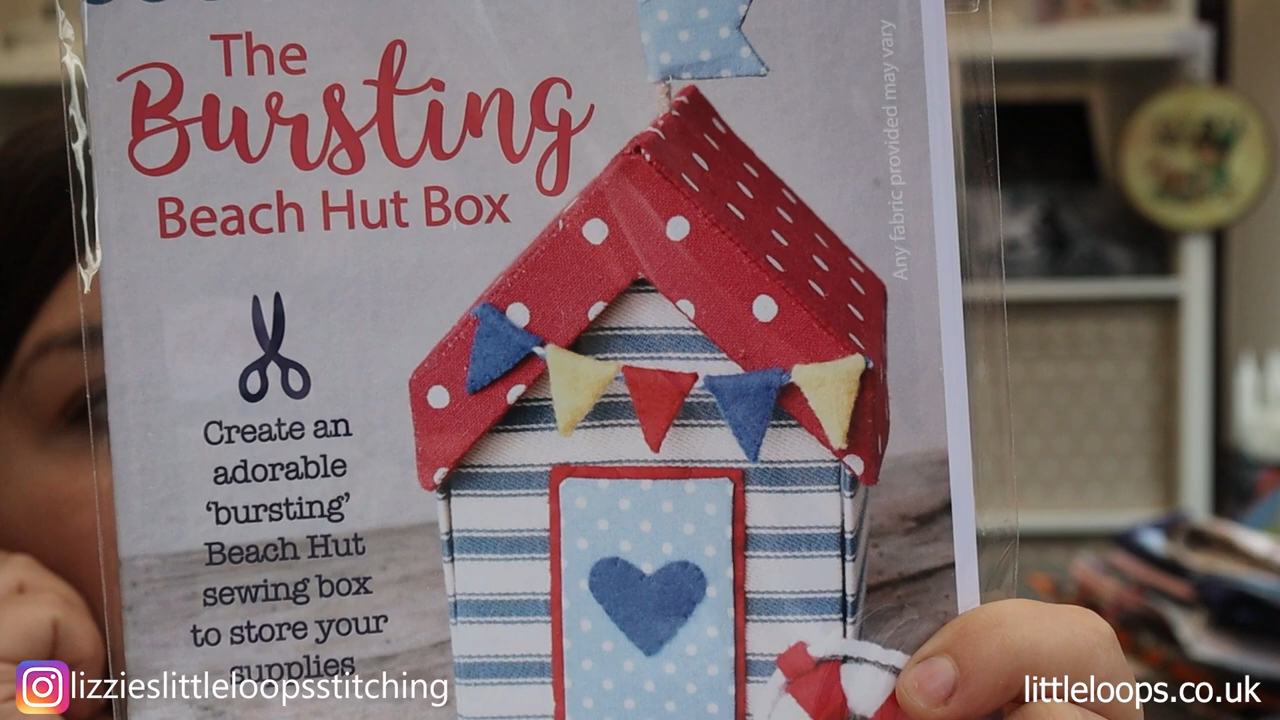 The
Bursting
Beach Hut Box
Any fabric provided may vary
Create an
adorable
‘bursting’
Beach Hut
sewing box
to store your
supplies
lizzieslittleloopsstitching
littleloops.co.uk